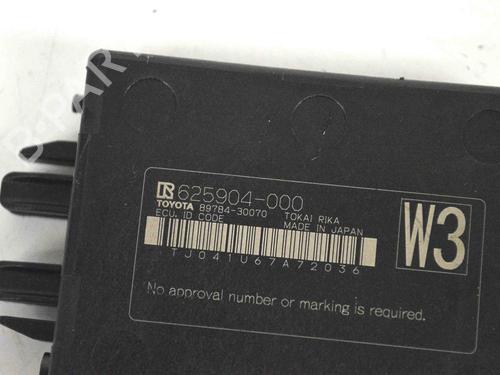 625904-000
TOYOTA 89784-30070 TOKAI RIKA
ECU, ID CODE MADE IN JAPAN
W3
TJ041U67A72036
No approval number or marking is required.
B-PARTS